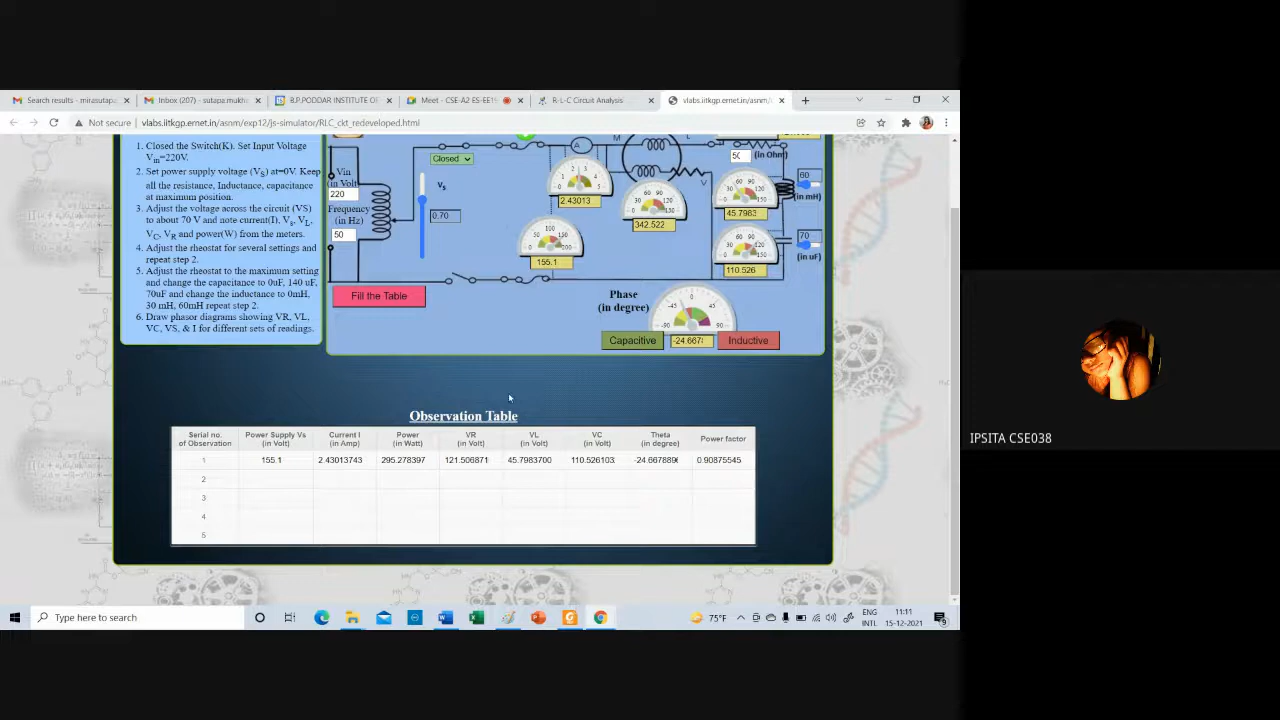 Search results - mirasutap
Inbox (207) - sutapa.mukh
B.P.PODDAR INSTITUTE OF
Meet - CSE-A2 ES-EE19
R-L-C Circuit Analysis
vlabs.iitkgp.ernet.in/asnm/
Not secure
vlabs.iitkgp.ernet.in/asnm/exp12/js-simulator/RLC_ckt_redeveloped.html
1. Closed the Switch(K). Set Input Voltage
Vin=220V.
2. Set power supply voltage (VS) at=0V. Keep
all the resistance, Inductance, capacitance
at maximum position.
3. Adjust the voltage across the circuit (VS)
to about 70 V and note current(I), Vs, VL,
VC, VR and power(W) from the meters.
4. Adjust the rheostat for several settings and
repeat step 2.
5. Adjust the rheostat to the maximum setting
and change the capacitance to 0uF, 140 uF,
70uF and change the inductance to 0mH,
30 mH, 60mH repeat step 2.
6. Draw phasor diagrams showing VR, VL,
VC, VS, & I for different sets of readings.
Vin
(in Volt)
220
Frequency
(in Hz)
50
Closed
Vs
0.70
A
2.43013
M
L
V
342.522
155.1
(in Ohm)
60
(in mH)
45.7983
70
(in uF)
110.526
Fill the Table
Phase
(in degree)
-90 -45 0 45 90
Capacitive
-24.667
Inductive
Observation Table
Serial no. of Observation Power Supply Vs (in Volt) Current I (in Amp) Power (in Watt) VR (in Volt) VL (in Volt) VC (in Volt) Theta (in degree) Power factor
1 155.1 2.43013743 295.278397 121.506871 45.7983700 110.526103 -24.667889 0.90875545
2
3
4
5
IPSITA CSE038
Type here to search
75°F
ENG
INTL
11:11
15-12-2021